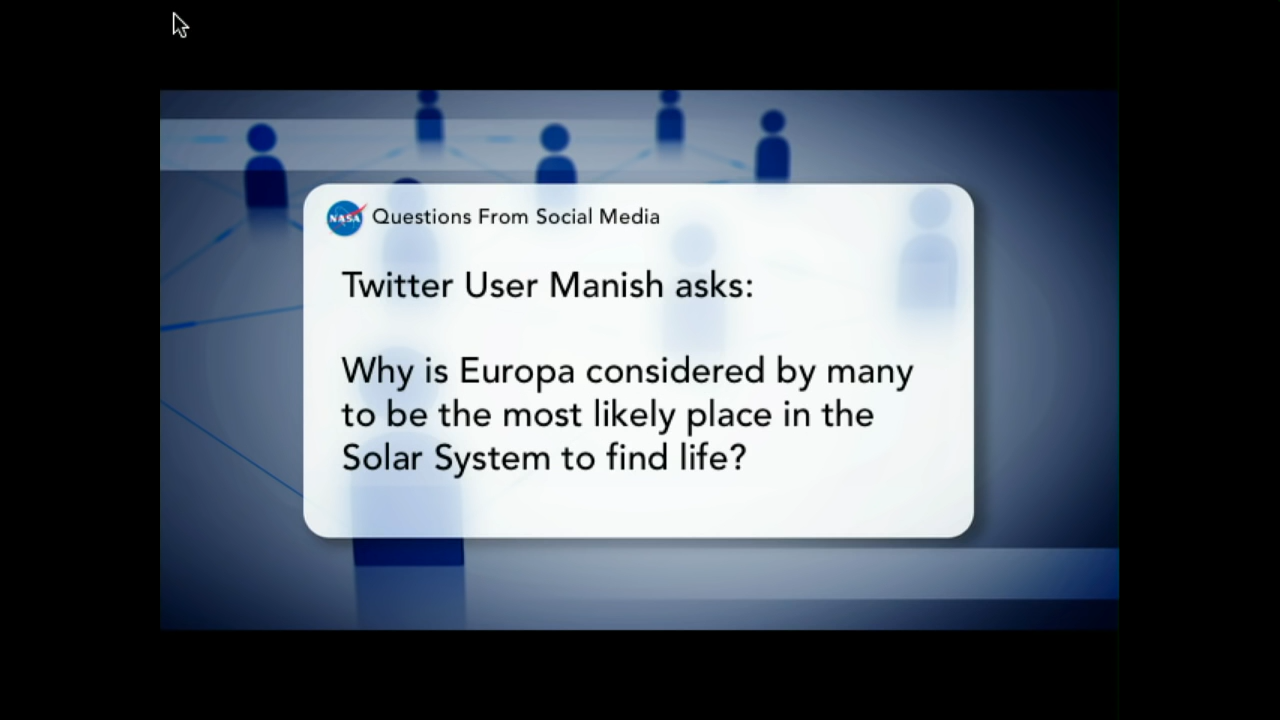 NASA
Questions From Social Media
Twitter User Manish asks:
Why is Europa considered by many
to be the most likely place in the
Solar System to find life?